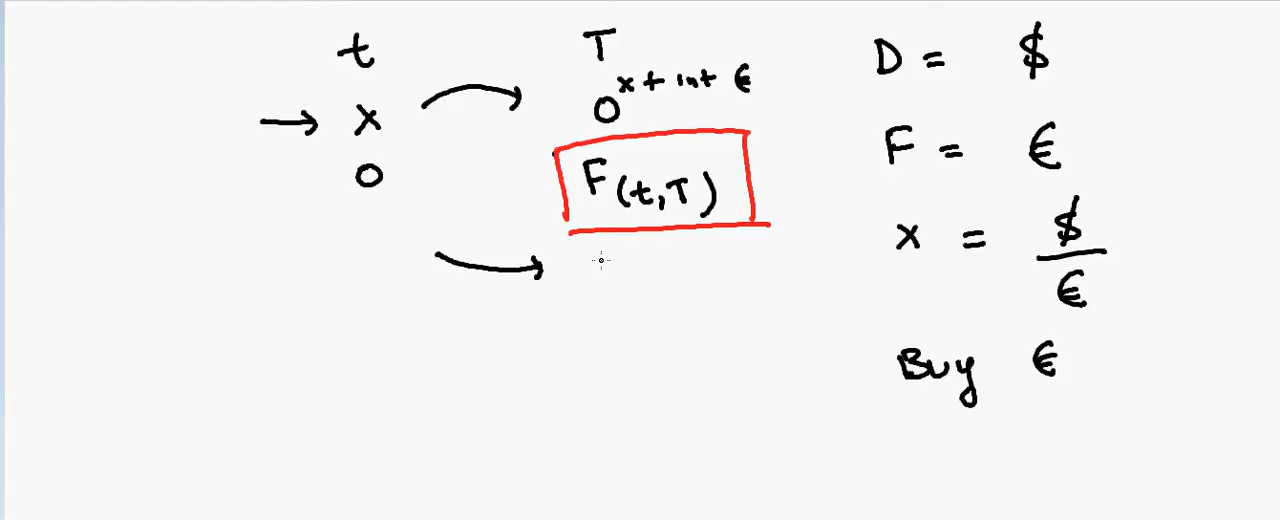 t T D = $
x + int €
→ x 0
F = €
0 F(t,T)
x = $/€
Buy €